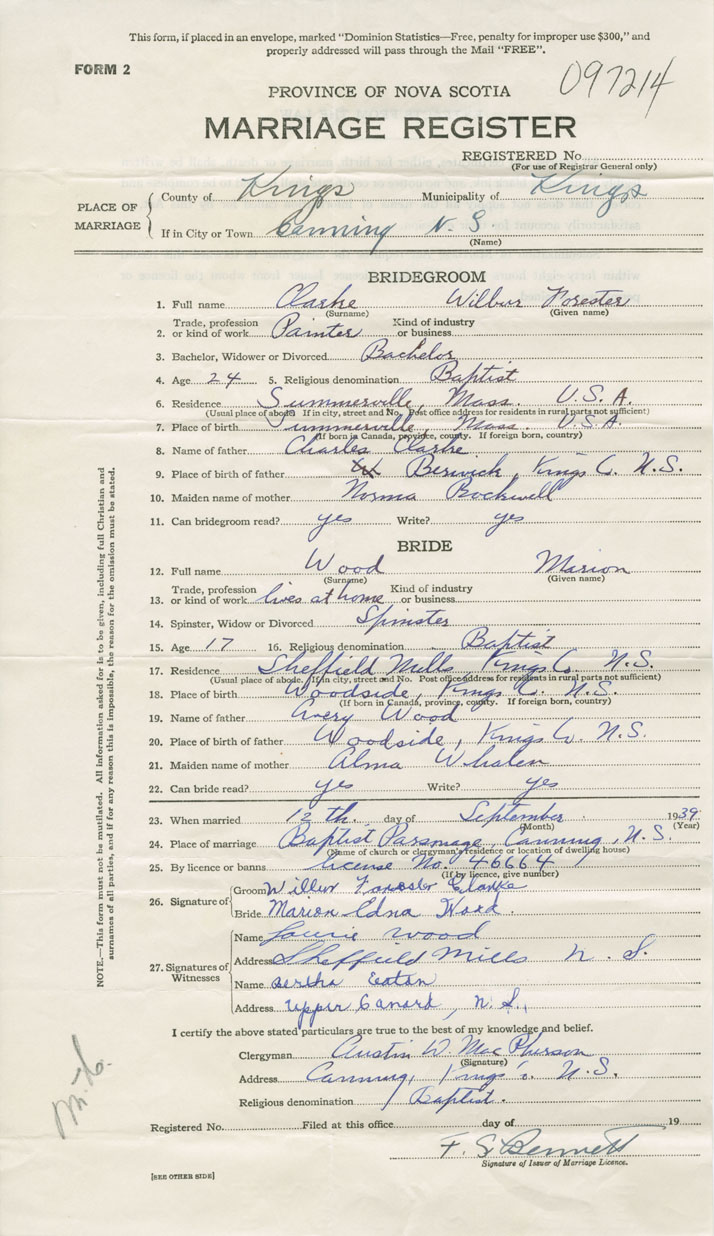 This form, if placed in an envelope, marked "Dominion Statistics—Free, penalty for improper use $300," and
properly addressed will pass through the Mail "FREE".
FORM 2
097214
PROVINCE OF NOVA SCOTIA
MARRIAGE REGISTER
REGISTERED No.
(For use of Registrar General only)
PLACE OF MARRIAGE
County of Kings Municipality of Kings
If in City or Town Canning N. S.
(Name)
BRIDEGROOM
1. Full name Clarke Wilbur Forester
(Surname) (Given name)
2. Trade, profession or kind of work Painter Kind of industry or business
3. Bachelor, Widower or Divorced Bachelor
4. Age 24 5. Religious denomination Baptist
6. Residence Summerville, Mass. U.S.A.
(Usual place of abode. If in city, street and No. Post office address for residents in rural parts not sufficient)
7. Place of birth Summerville, Mass. U.S.A.
(If born in Canada, province, county. If foreign born, country)
8. Name of father Charles Clarke
9. Place of birth of father Berwick, Kings Co. N.S.
10. Maiden name of mother Norma Rockwell
11. Can bridegroom read? yes Write? yes
BRIDE
12. Full name Wood Marion
(Surname) (Given name)
13. Trade, profession or kind of work lives at home Kind of industry or business
14. Spinster, Widow or Divorced Spinster
15. Age 17 16. Religious denomination Baptist
17. Residence Sheffield Mills, Kings Co. N.S.
(Usual place of abode. If in city, street and No. Post office address for residents in rural parts not sufficient)
18. Place of birth Woodside, Kings Co. N.S.
(If born in Canada, province, county. If foreign born, country)
19. Name of father Avery Wood
20. Place of birth of father Woodside, Kings Co. N.S.
21. Maiden name of mother Alma Whalen
22. Can bride read? yes Write? yes
23. When married 12th. day of September 1939
(Month) (Year)
24. Place of marriage Baptist Parsonage, Canning, N.S.
(Name of church or clergyman's residence or location of dwelling house)
25. By licence or banns license No. 46664
(If by licence, give number)
26. Signature of
Groom Wilbur Forester Clarke
Bride Marion Edna Wood.
27. Signatures of Witnesses
Name Laurie Wood
Address Sheffield Mills N. S.
Name Bertha Eaton
Address Upper Canard, N.S.,
I certify the above stated particulars are true to the best of my knowledge and belief.
Clergyman Austin D. MacPherson
(Signature)
Address Canning, Kings Co. N.S.
Religious denomination Baptist.
Registered No. Filed at this office day of 19
F. S. Bennett
Signature of Issuer of Marriage Licence.
[SEE OTHER SIDE]
NOTE.—This form must not be mutilated. All information asked for is to be given, including full Christian and
surnames of all parties, and if for any reason this is impossible, the reason for the omission must be stated.